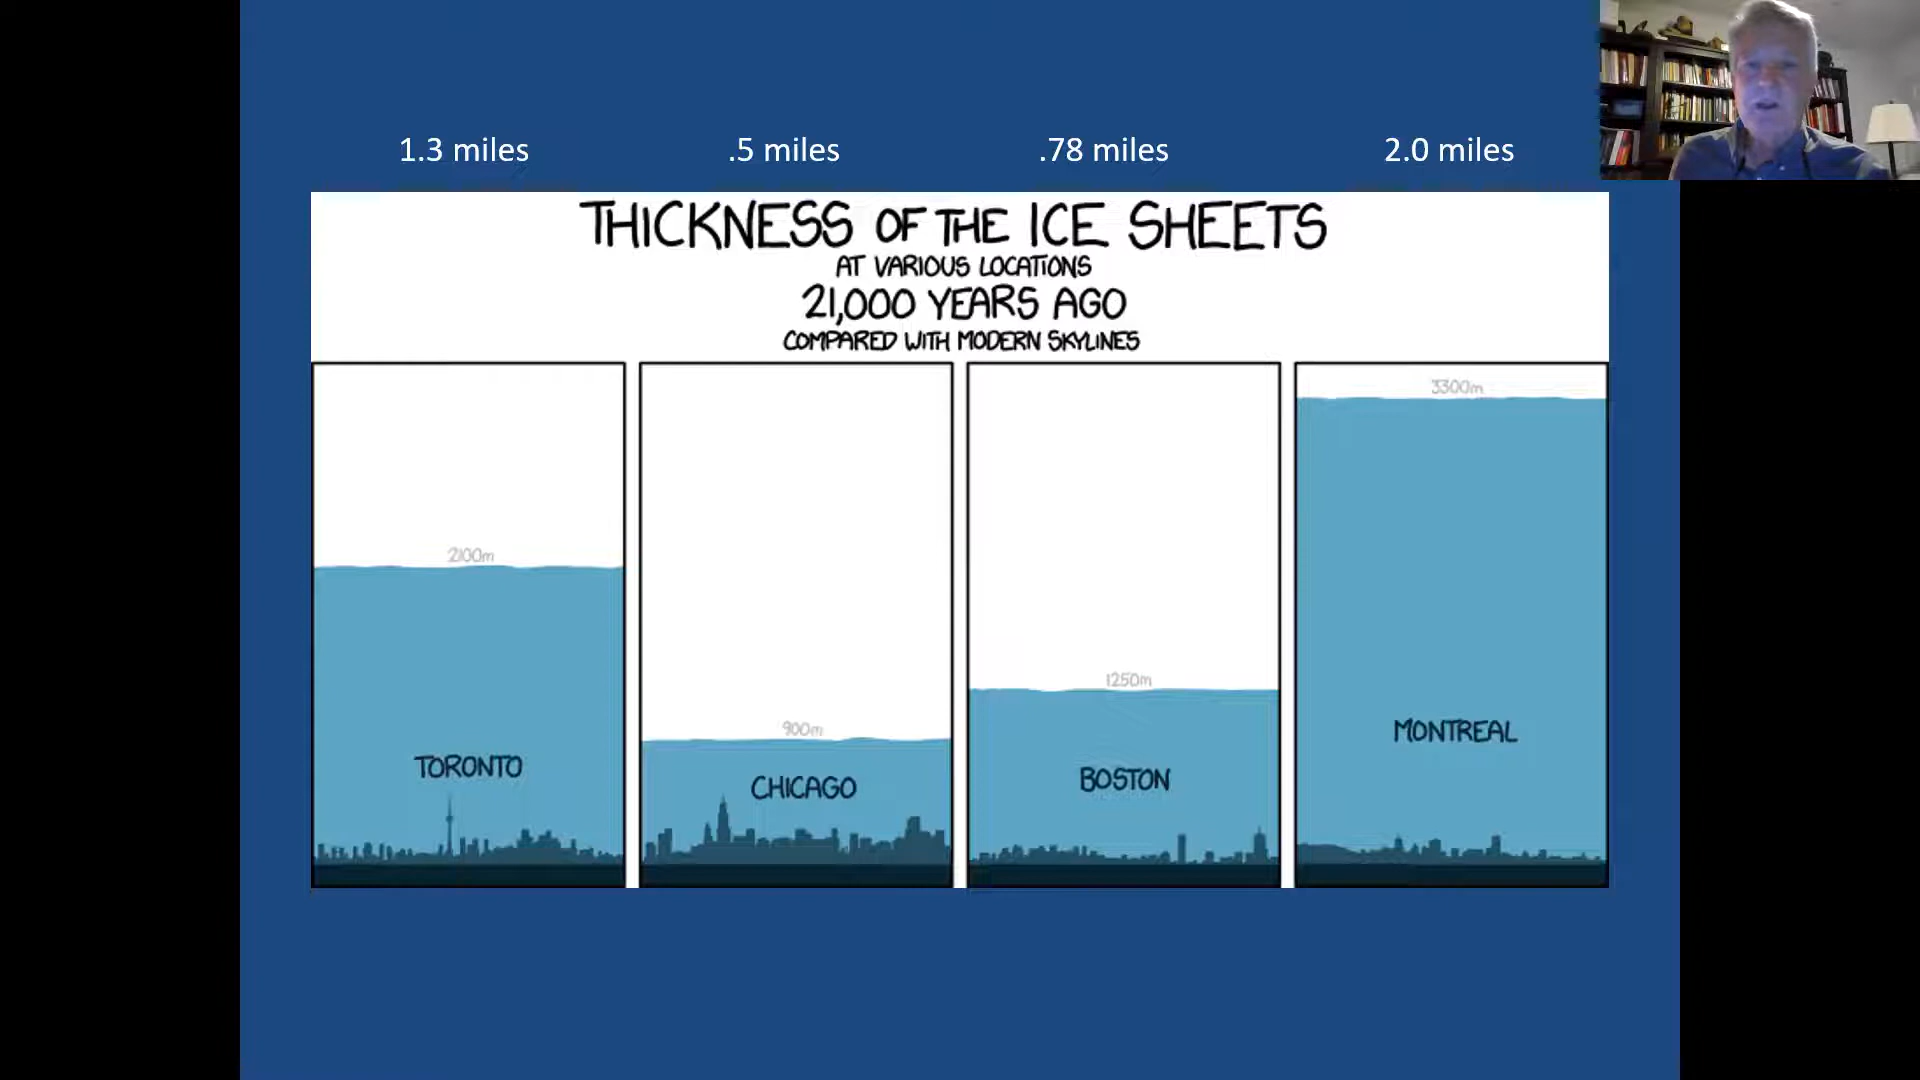 1.3 miles
.5 miles
.78 miles
2.0 miles
THICKNESS OF THE ICE SHEETS
AT VARIOUS LOCATIONS
21,000 YEARS AGO
COMPARED WITH MODERN SKYLINES
2100m
TORONTO
900m
CHICAGO
1250m
BOSTON
3300m
MONTREAL